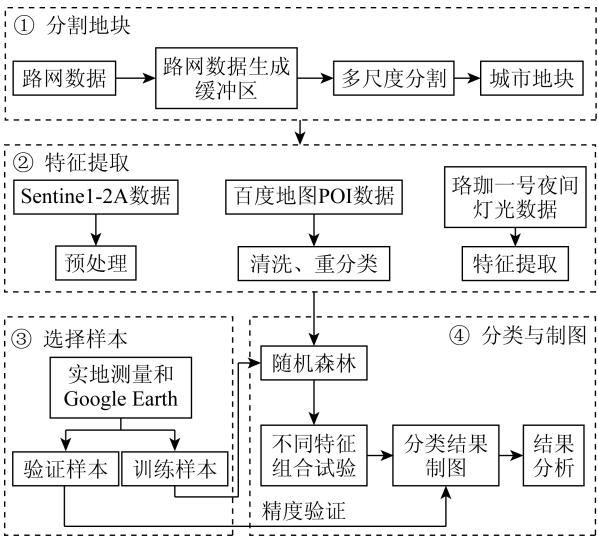 ① 分割地块
路网数据
路网数据生成
缓冲区
多尺度分割
城市地块
② 特征提取
Sentine1-2A数据
预处理
百度地图POI数据
清洗、重分类
珞珈一号夜间
灯光数据
特征提取
③ 选择样本
实地测量和
Google Earth
验证样本
训练样本
④ 分类与制图
随机森林
不同特征
组合试验
分类结果
制图
结果
分析
精度验证